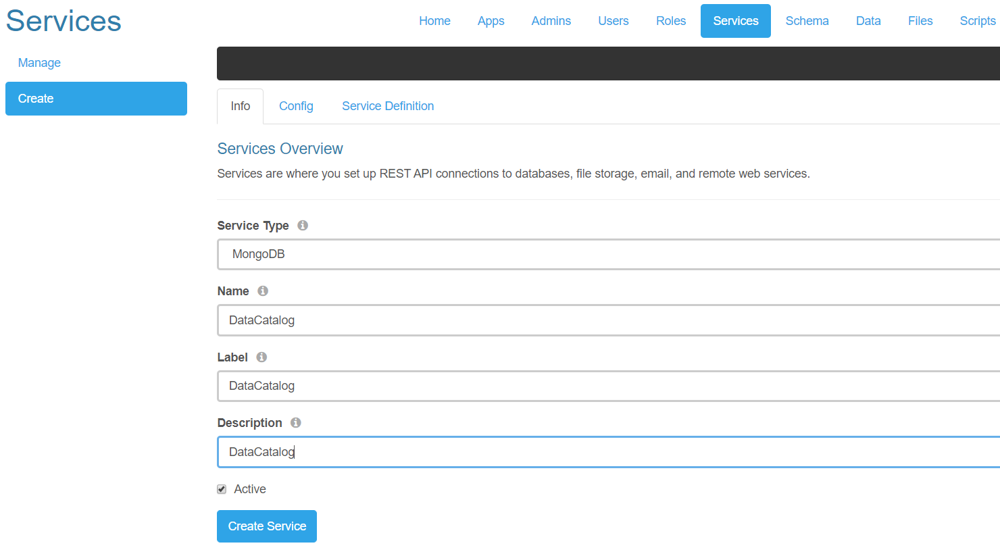 Services
Home Apps Admins Users Roles Services Schema Data Files Scripts
Manage
Create
Info Config Service Definition
Services Overview
Services are where you set up REST API connections to databases, file storage, email, and remote web services.
Service Type
MongoDB
Name
DataCatalog
Label
DataCatalog
Description
DataCatalog
Active
Create Service